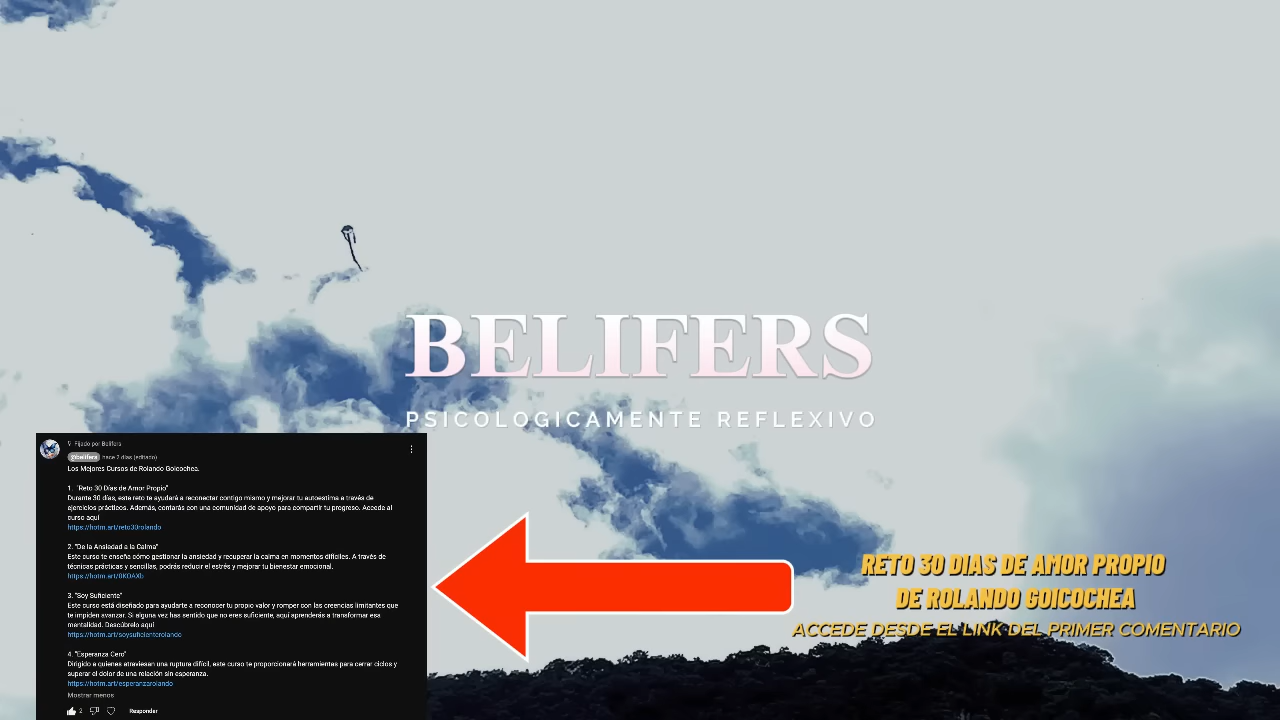 BELIFERS
PSICOLOGICAMENTE REFLEXIVO
Fijado por Belifers
@belifers hace 2 días (editado)
Los Mejores Cursos de Rolando Goicochea.
1. "Reto 30 Días de Amor Propio"
Durante 30 días, este reto te ayudará a reconectar contigo mismo y mejorar tu autoestima a través de
ejercicios prácticos. Además, contarás con una comunidad de apoyo para compartir tu progreso. Accede al
curso aquí
https://hotm.art/reto30rolando
2. "De la Ansiedad a la Calma"
Este curso te enseña cómo gestionar la ansiedad y recuperar la calma en momentos difíciles. A través de
técnicas prácticas y sencillas, podrás reducir el estrés y mejorar tu bienestar emocional.
https://hotm.art/0KOAXb
3. "Soy Suficiente"
Este curso está diseñado para ayudarte a reconocer tu propio valor y romper con las creencias limitantes que
te impiden avanzar. Si alguna vez has sentido que no eres suficiente, aquí aprenderás a transformar esa
mentalidad. Descúbrelo aquí
https://hotm.art/soysuficienterolando
4. "Esperanza Cero"
Dirigido a quienes atraviesan una ruptura difícil, este curso te proporcionará herramientas para cerrar ciclos y
superar el dolor de una relación sin esperanza.
https://hotm.art/esperanzarolando
Mostrar menos
2 Responder
RETO 30 DIAS DE AMOR PROPIO
DE ROLANDO GOICOCHEA
ACCEDE DESDE EL LINK DEL PRIMER COMENTARIO